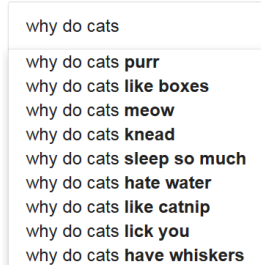 why do cats
why do cats purr
why do cats like boxes
why do cats meow
why do cats knead
why do cats sleep so much
why do cats hate water
why do cats like catnip
why do cats lick you
why do cats have whiskers